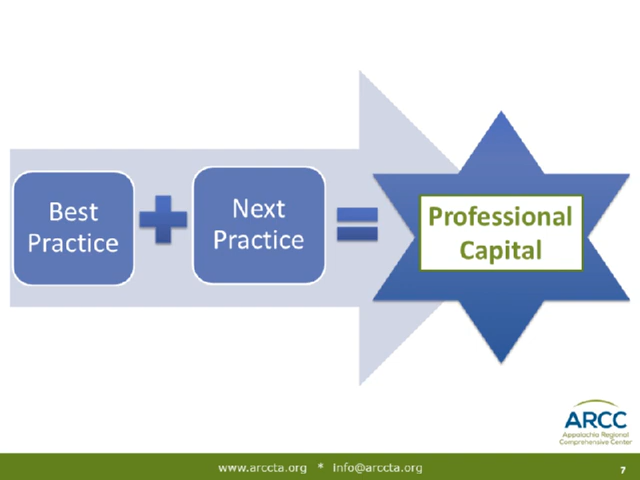 Best
Practice
Next
Practice
Professional
Capital
ARCC
Appalachia Regional
Comprehensive Center
www.arccta.org * Info@arccta.org
7